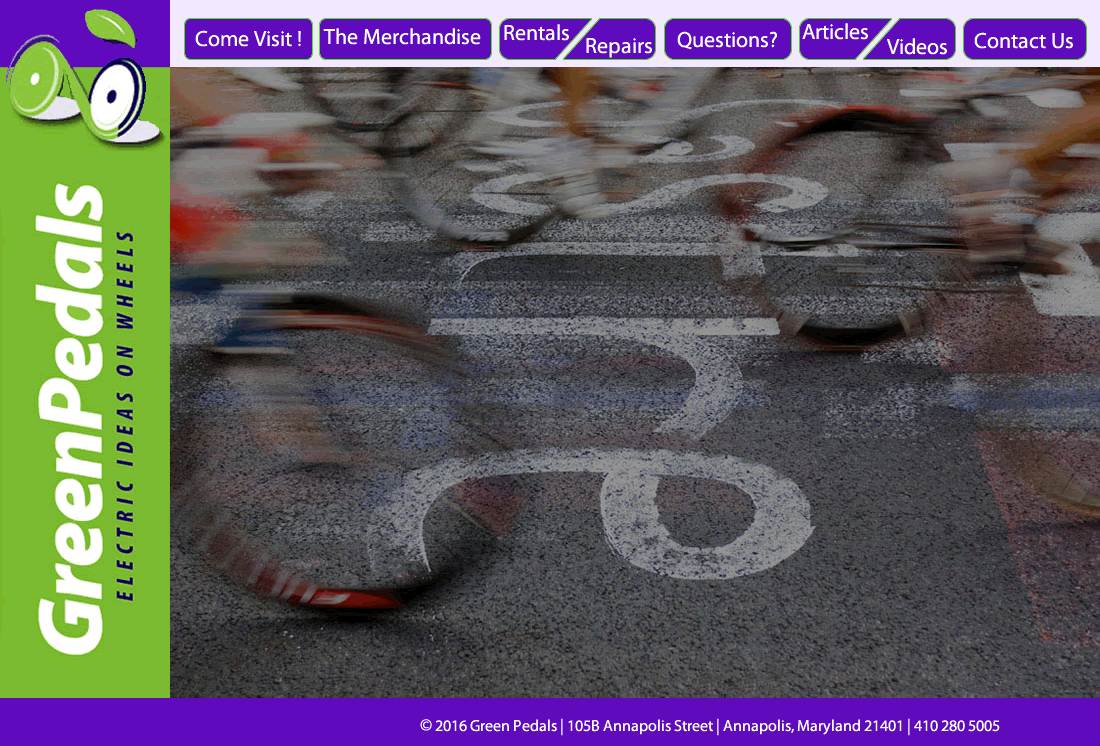 Come Visit !
The Merchandise
Rentals
Repairs
Questions?
Articles
Videos
Contact Us
GreenPedals
ELECTRIC IDEAS ON WHEELS
© 2016 Green Pedals | 105B Annapolis Street | Annapolis, Maryland 21401 | 410 280 5005